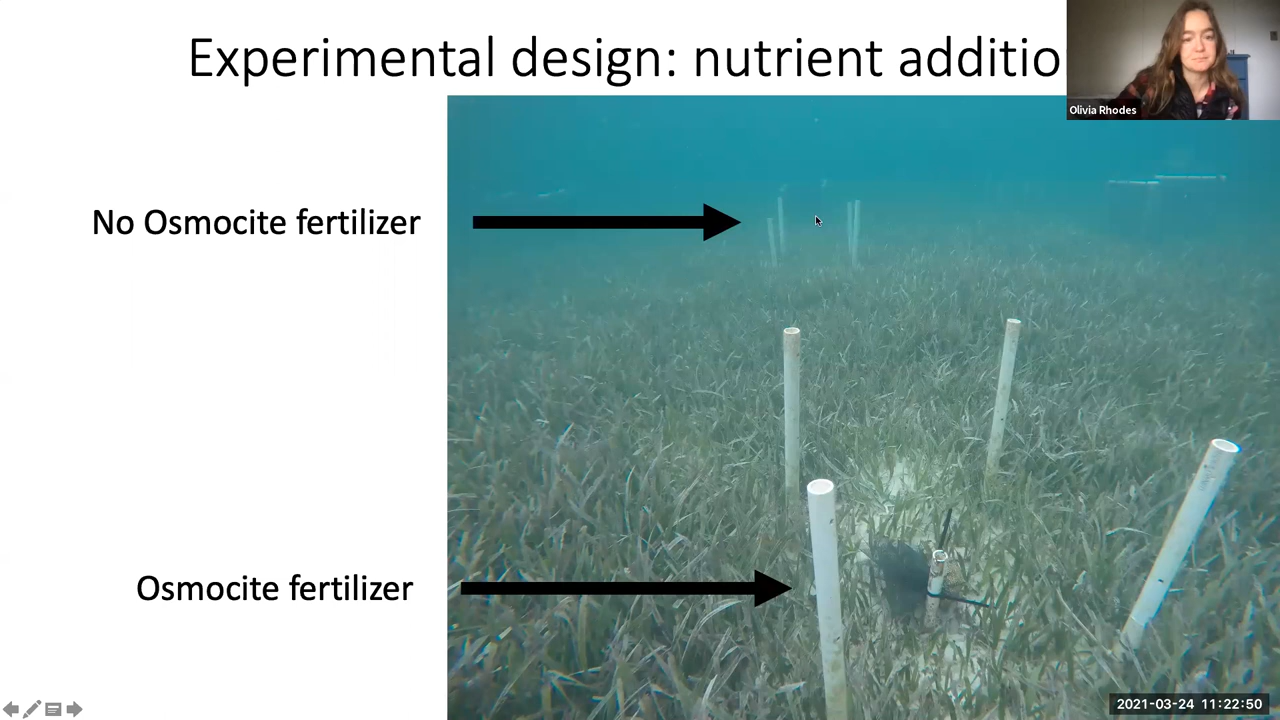 Experimental design: nutrient additio
Olivia Rhodes
No Osmocite fertilizer
Osmocite fertilizer
2021-03-24 11:22:50